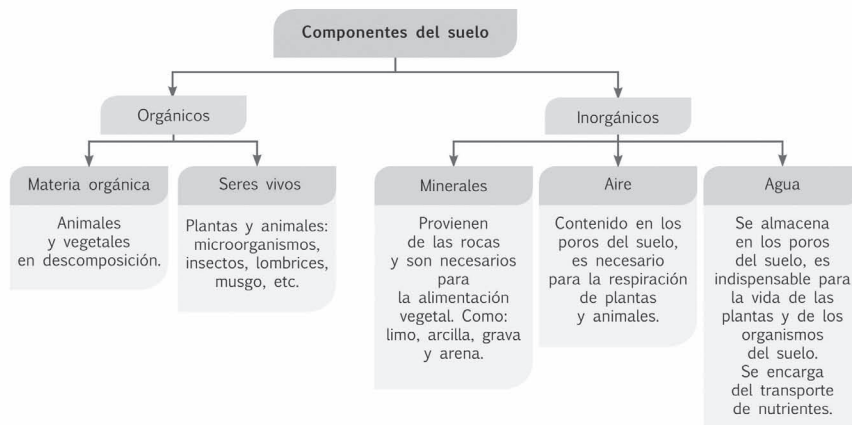 Componentes del suelo
Orgánicos
Inorgánicos
Materia orgánica
Animales
y vegetales
en descomposición.
Seres vivos
Plantas y animales:
microorganismos,
insectos, lombrices,
musgo, etc.
Minerales
Provienen
de las rocas
y son necesarios
para
la alimentación
vegetal. Como:
limo, arcilla, grava
y arena.
Aire
Contenido en los
poros del suelo,
es necesario
para la respiración
de plantas
y animales.
Agua
Se almacena
en los poros
del suelo, es
indispensable para
la vida de las
plantas y de los
organismos
del suelo.
Se encarga
del transporte
de nutrientes.